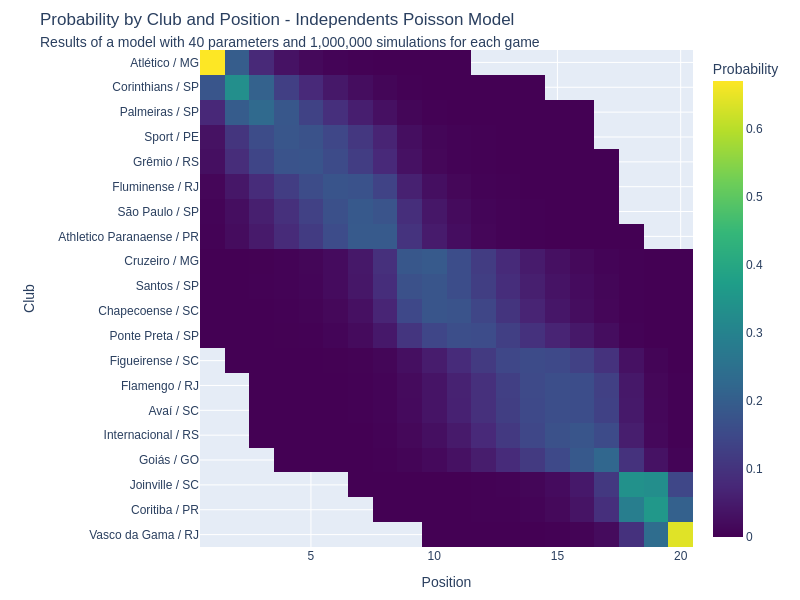 Probability by Club and Position - Independents Poisson Model
Results of a model with 40 parameters and 1,000,000 simulations for each game
Probability
Club
Atlético / MG
Corinthians / SP
Palmeiras / SP
Sport / PE
Grêmio / RS
Fluminense / RJ
São Paulo / SP
Athletico Paranaense / PR
Cruzeiro / MG
Santos / SP
Chapecoense / SC
Ponte Preta / SP
Figueirense / SC
Flamengo / RJ
Avaí / SC
Internacional / RS
Goiás / GO
Joinville / SC
Coritiba / PR
Vasco da Gama / RJ
5 10 15 20
Position
0.6
0.5
0.4
0.3
0.2
0.1
0